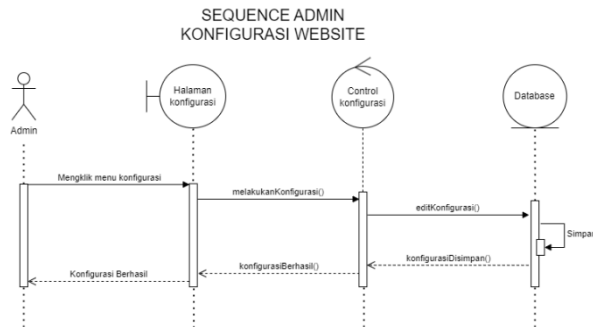 SEQUENCE ADMIN
KONFIGURASI WEBSITE
Halaman
konfigurasi
Control
konfigurasi
Database
Admin
Mengklik menu konfigurasi
melakukanKonfigurasi()
editKonfigurasi()
Simpan
konfigurasiDisimpan()
konfigurasiBerhasil()
Konfigurasi Berhasil